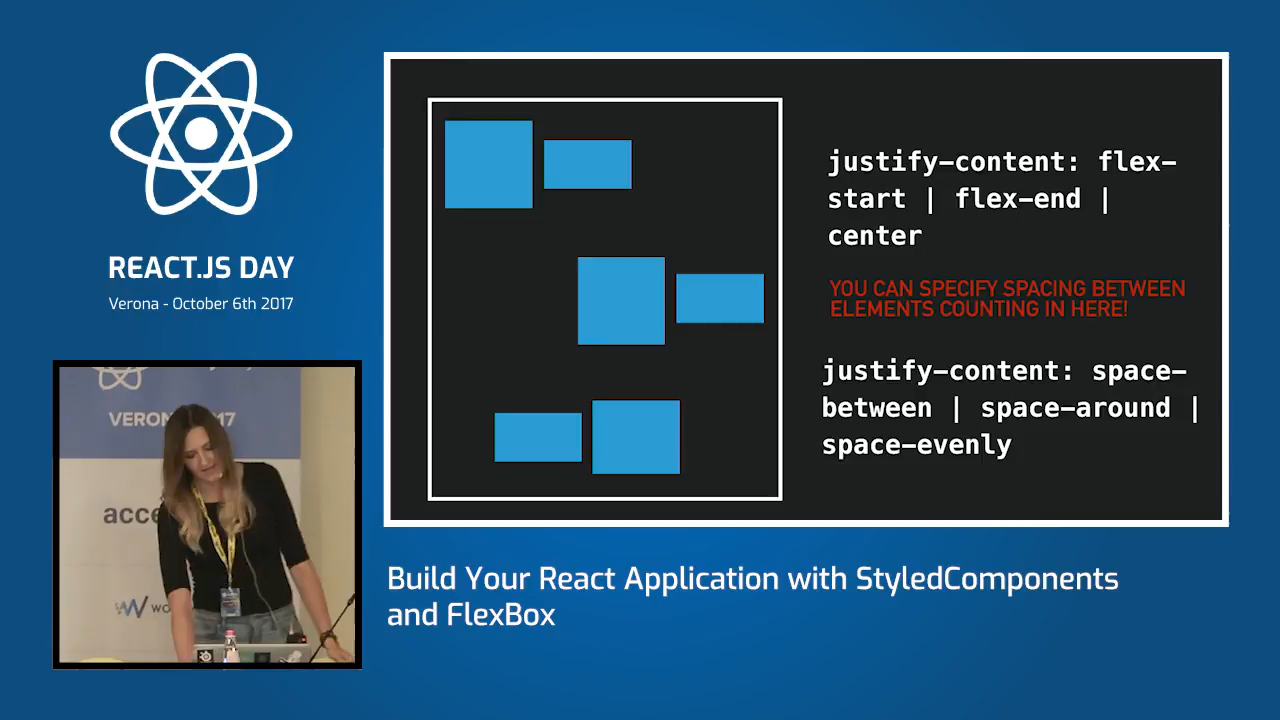 REACT.JS DAY
Verona - October 6th 2017
justify-content: flex-
start | flex-end |
center
YOU CAN SPECIFY SPACING BETWEEN
ELEMENTS COUNTING IN HERE!
justify-content: space-
between | space-around |
space-evenly
VERON 17
acce
WO
Build Your React Application with StyledComponents
and FlexBox